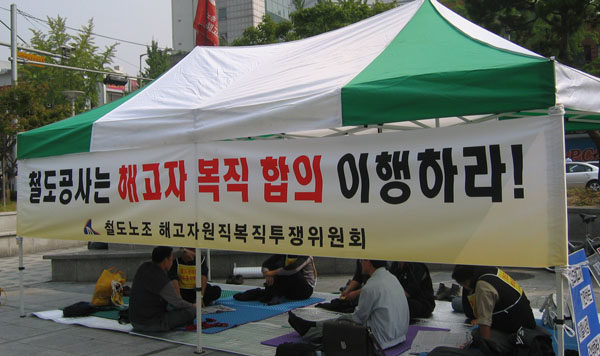 철도공사는 해고자 복직 합의 이행하라!
철도노조 해고자원직복직투쟁위원회